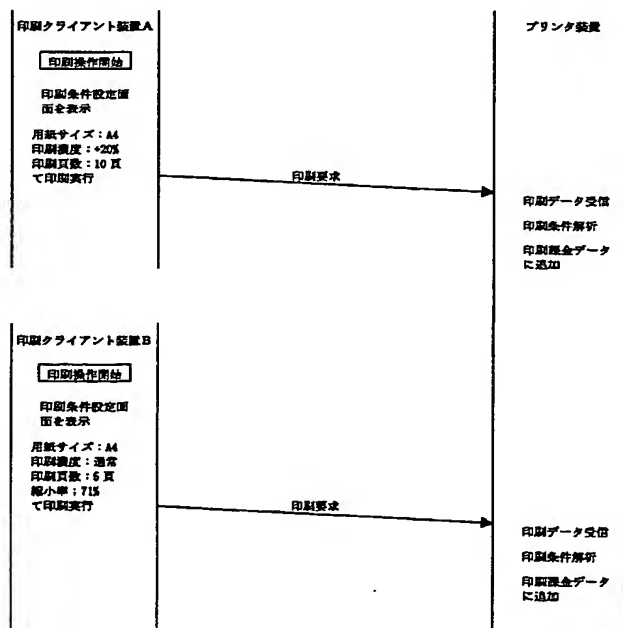 印刷クライアント装置A
プリンタ装置
印刷操作開始
印刷条件設定画
面を表示
用紙サイズ:A4
印刷濃度:+20%
印刷頁数:10 頁
て印刷実行
印刷要求
印刷データ受信
印刷条件解析
印刷課金データ
に追加
印刷クライアント装置B
印刷操作開始
印刷条件設定画
面を表示
用紙サイズ:A4
印刷濃度:通常
印刷頁数:6 頁
縮小率;71%
て印刷実行
印刷要求
印刷データ受信
印刷条件解析
印刷課金データ
に追加